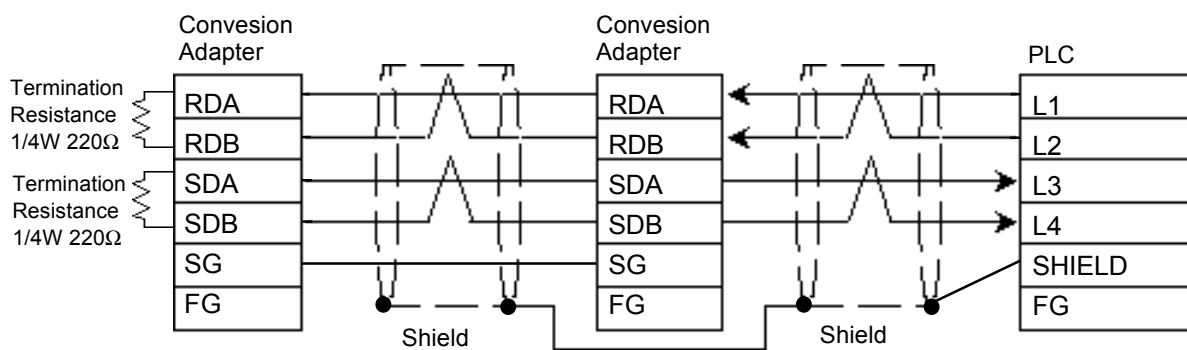 Convesion
Adapter
Convesion
Adapter
PLC
Termination
Resistance
1/4W 220Ω
Termination
Resistance
1/4W 220Ω
RDA
RDB
SDA
SDB
SG
FG
RDA
RDB
SDA
SDB
SG
FG
L1
L2
L3
L4
SHIELD
FG
Shield
Shield